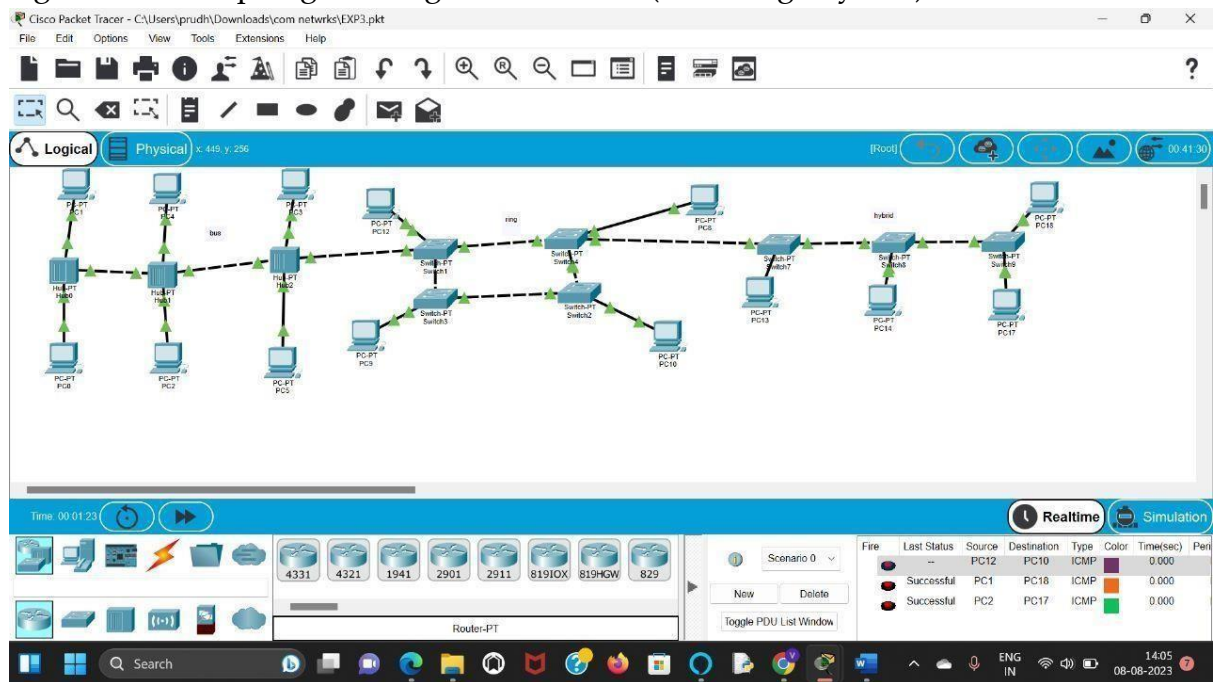 Cisco Packet Tracer - C:\Users\prudh\Downloads\com netwrks\EXP3.pkt
File Edit Options View Tools Extensions Help
?
Logical Physical x: 449, y: 256 [Root] 00:41:30
PC-PT
PC1
PC-PT
PC4
PC-PT
PC3
bus
PC-PT
PC12
ring
PC-PT
PC8
hybrid
PC-PT
PC18
Hub-PT
Hub0
Hub-PT
Hub1
Hub-PT
Hub2
Switch-PT
Switch1
Switch-PT
Switch4
Switch-PT
Switch7
Switch-PT
Switch8
Switch-PT
Switch9
Switch-PT
Switch3
Switch-PT
Switch2
PC-PT
PC13
PC-PT
PC14
PC-PT
PC17
PC-PT
PC9
PC-PT
PC10
PC-PT
PC0
PC-PT
PC2
PC-PT
PC5
Time: 00:01:23 Realtime Simulation
4331 4321 1941 2901 2911 819IOX 819HGW 829
Router-PT
Scenario 0
New Delete
Toggle PDU List Window
Fire Last Status Source Destination Type Color Time(sec) Peri
-- PC12 PC10 ICMP 0.000
Successful PC1 PC18 ICMP 0.000
Successful PC2 PC17 ICMP 0.000
Search ENG IN 14:05 08-08-2023 7